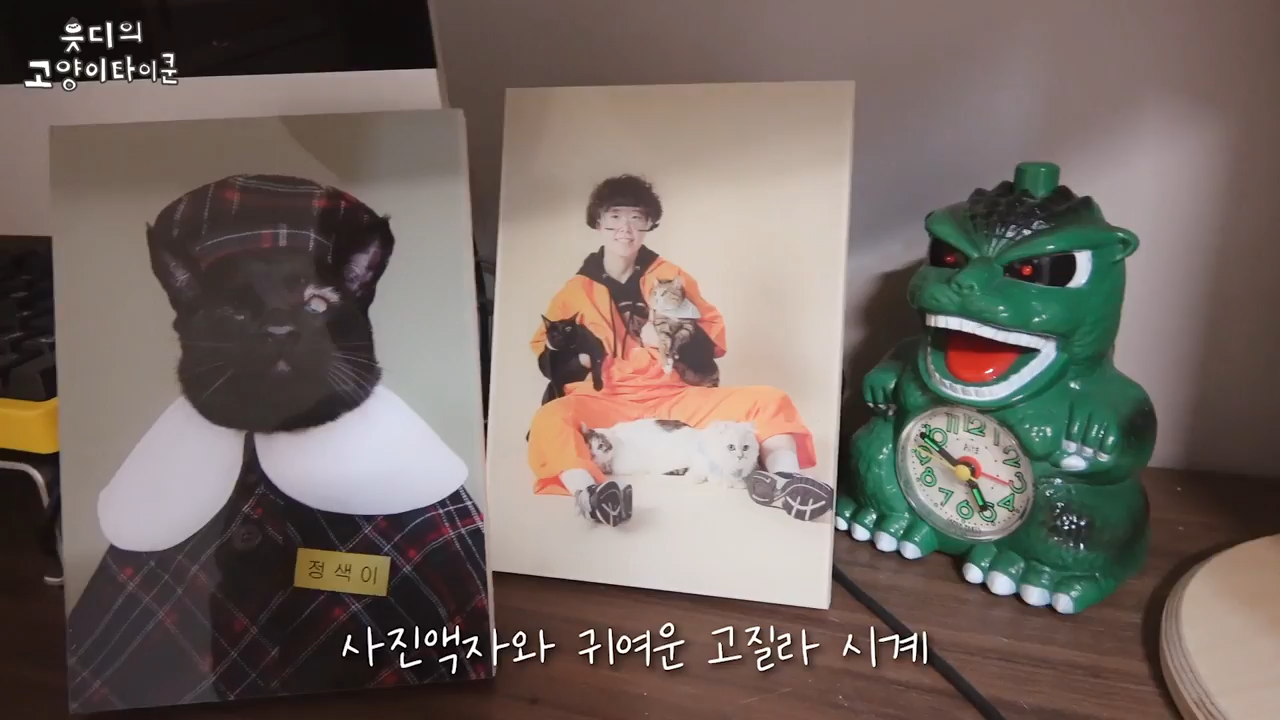 읏디의
고양이타이쿤
정색이
사진액자와 귀여운 고질라 시계